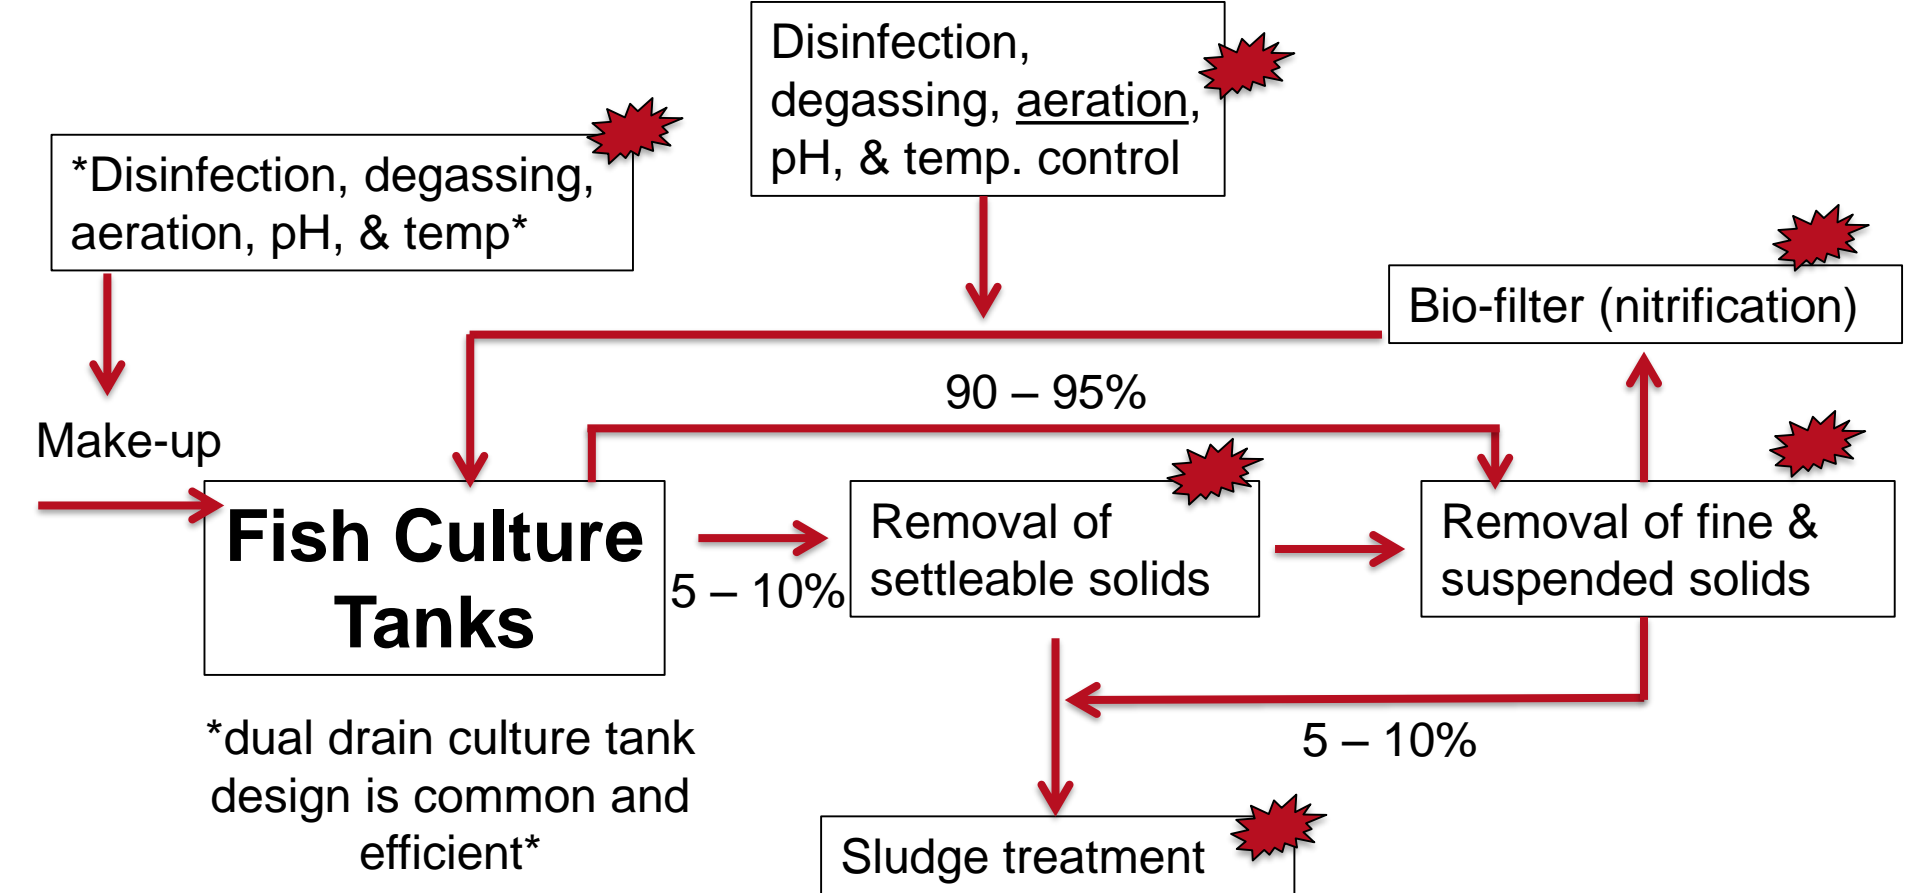 Disinfection,
degassing, aeration,
pH, & temp. control
*Disinfection, degassing,
aeration, pH, & temp*
Bio-filter (nitrification)
90 – 95%
Make-up
Fish Culture
Tanks
5 – 10%
Removal of
settleable solids
Removal of fine &
suspended solids
*dual drain culture tank
design is common and
efficient*
5 – 10%
Sludge treatment